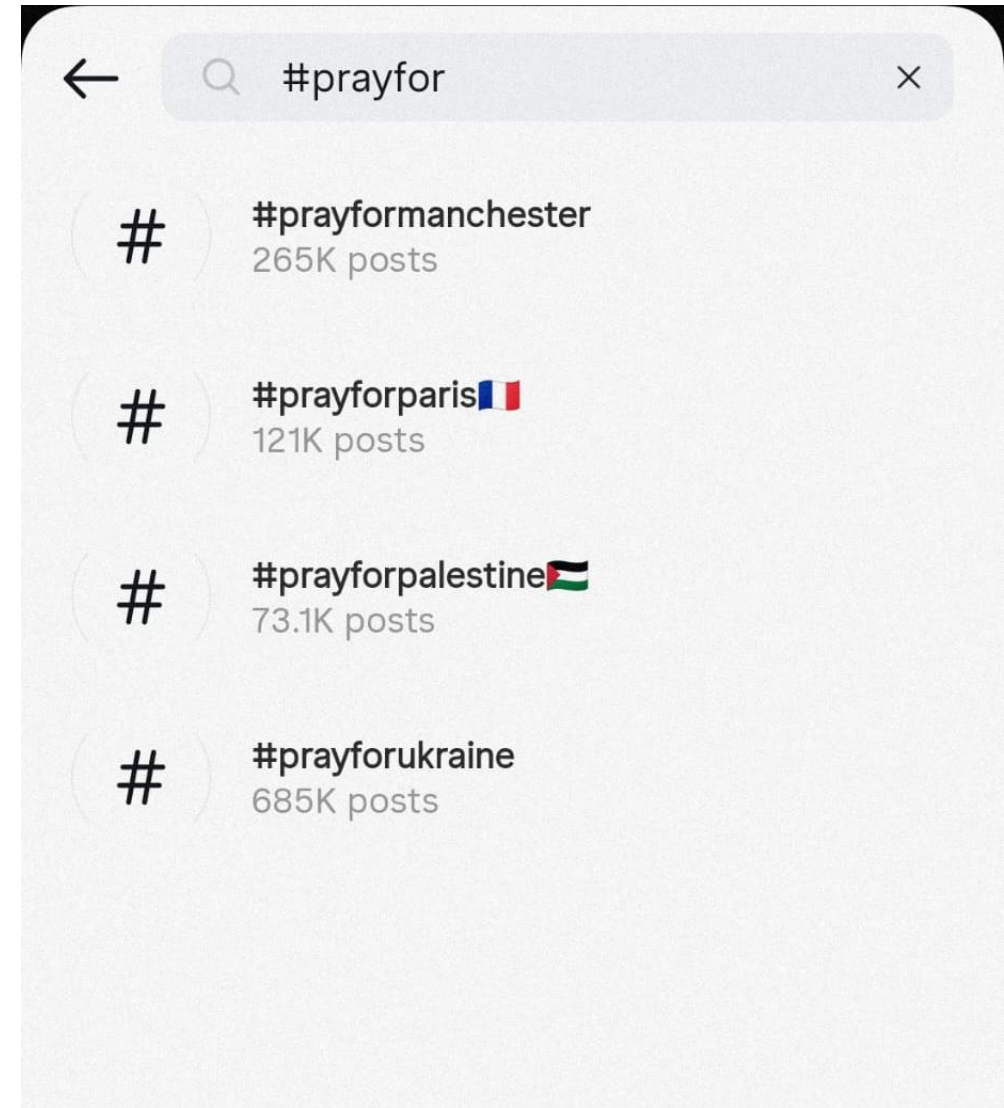 #prayfor
#prayformanchester
265K posts
#prayforparis🇫🇷
121K posts
#prayforpalestine🇵🇸
73.1K posts
#prayforukraine
685K posts